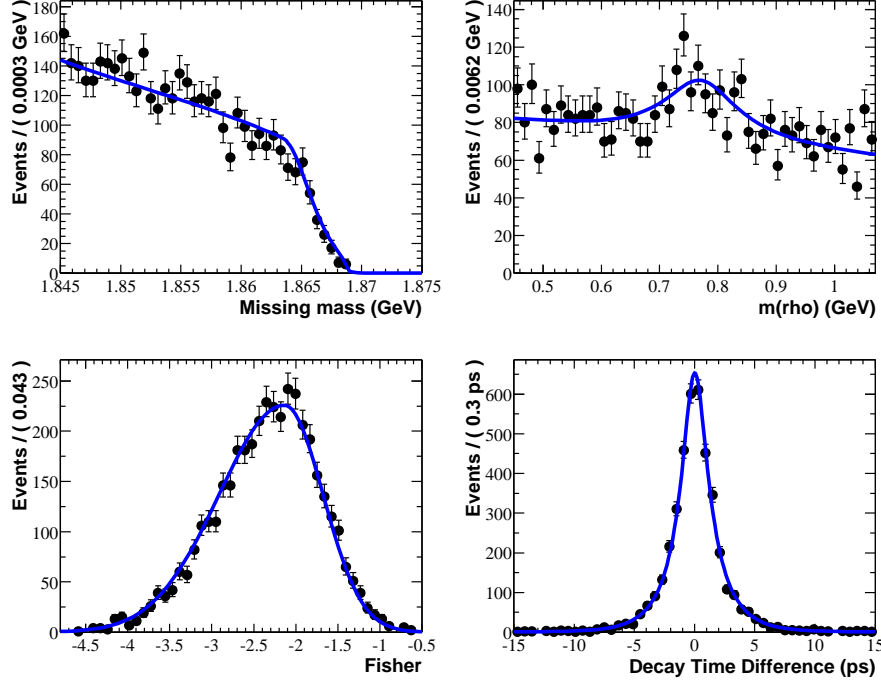 Events / ( 0.0003 GeV )
180
160
140
120
100
80
60
40
20
0
1.845 1.85 1.855 1.86 1.865 1.87 1.875
Missing mass (GeV)
Events / ( 0.0062 GeV )
140
120
100
80
60
40
20
0
0.5 0.6 0.7 0.8 0.9 1
m(rho) (GeV)
Events / ( 0.043 )
250
200
150
100
50
0
-4.5 -4 -3.5 -3 -2.5 -2 -1.5 -1 -0.5
Fisher
Events / ( 0.3 ps )
600
500
400
300
200
100
0
-15 -10 -5 0 5 10 15
Decay Time Difference (ps)